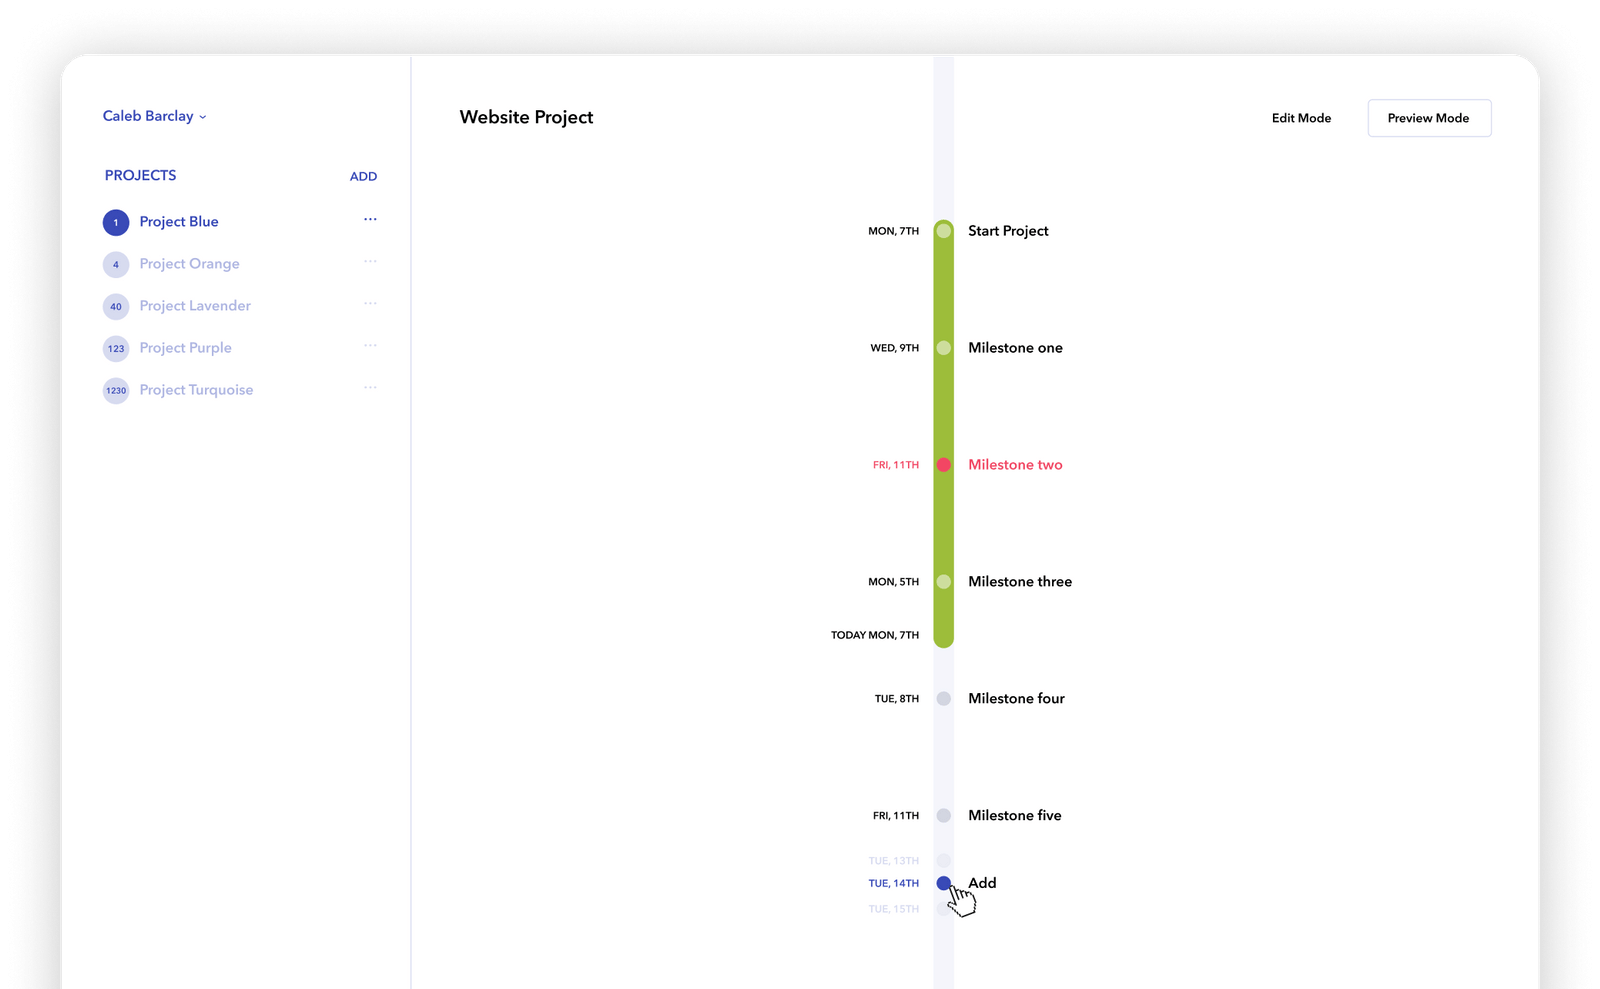 Caleb Barclay
PROJECTS
ADD
1 Project Blue ...
4 Project Orange ...
40 Project Lavender ...
123 Project Purple ...
1230 Project Turquoise ...
Website Project
Edit Mode
Preview Mode
MON, 7TH Start Project
WED, 9TH Milestone one
FRI, 11TH Milestone two
MON, 5TH Milestone three
TODAY MON, 7TH
TUE, 8TH Milestone four
FRI, 11TH Milestone five
TUE, 13TH
TUE, 14TH Add
TUE, 15TH